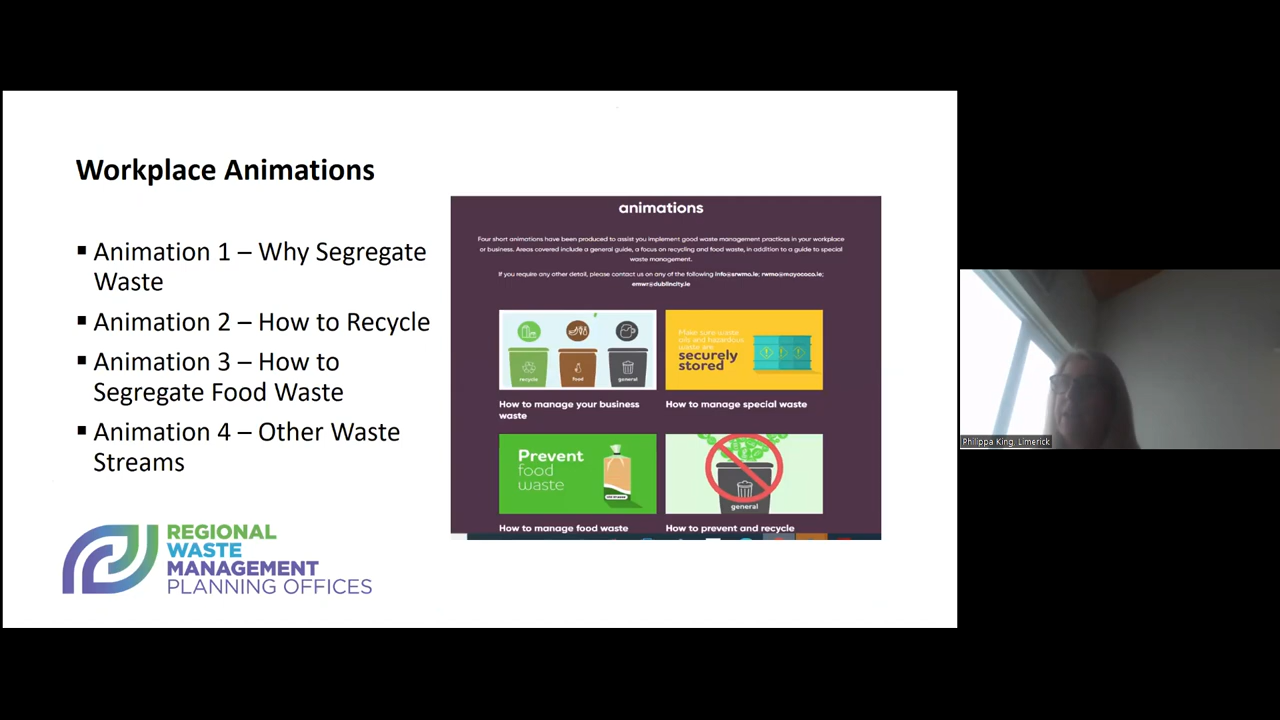 Workplace Animations
▪ Animation 1 – Why Segregate
Waste
▪ Animation 2 – How to Recycle
▪ Animation 3 – How to
Segregate Food Waste
▪ Animation 4 – Other Waste
Streams
REGIONAL
WASTE
MANAGEMENT
PLANNING OFFICES
animations
Four short animations have been produced to assist you implement good waste management practices in your workplace
or business. Areas covered include a general guide, a focus on recycling and food waste, in addition to a guide to special
waste management.
If you require any other detail, please contact us on any of the following info@srwmo.ie; rwmo@mayococo.ie;
emwr@dublincity.ie
recycle
food
general
How to manage your business
waste
Make sure waste
oils and hazardous
waste are
securely
stored
How to manage special waste
Prevent
food
waste
How to manage food waste
general
How to prevent and recycle
Philippa King, Limerick